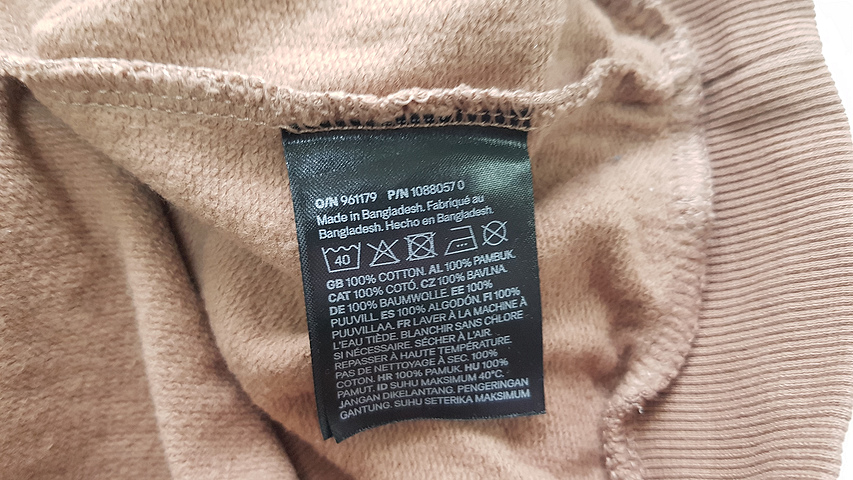 O/N 961179 P/N 1088057 0
Made in Bangladesh. Fabriqué au
Bangladesh. Hecho en Bangladesh.
40
GB 100% COTTON. AL 100% PAMBUK.
CAT 100% COTÓ. CZ 100% BAVLNA.
DE 100% BAUMWOLLE. EE 100%
PUUVILL. ES 100% ALGODÓN. FI 100%
PUUVILLAA. FR LAVER À LA MACHINE À
L'EAU TIÈDE. BLANCHIR SANS CHLORE
SI NÉCESSAIRE. SÉCHER À L'AIR.
REPASSER À HAUTE TEMPÉRATURE.
PAS DE NETTOYAGE À SEC. 100%
COTON. HR 100% PAMUK. HU 100%
PAMUT. ID SUHU MAKSIMUM 40°C.
JANGAN DIKELANTANG. PENGERINGAN
GANTUNG. SUHU SETERIKA MAKSIMUM